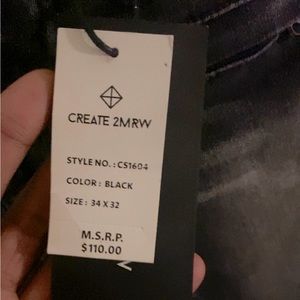 CREATE 2MRW
STYLE NO. : CS1604
COLOR : BLACK
SIZE : 34 X 32
M.S.R.P.
$110.00